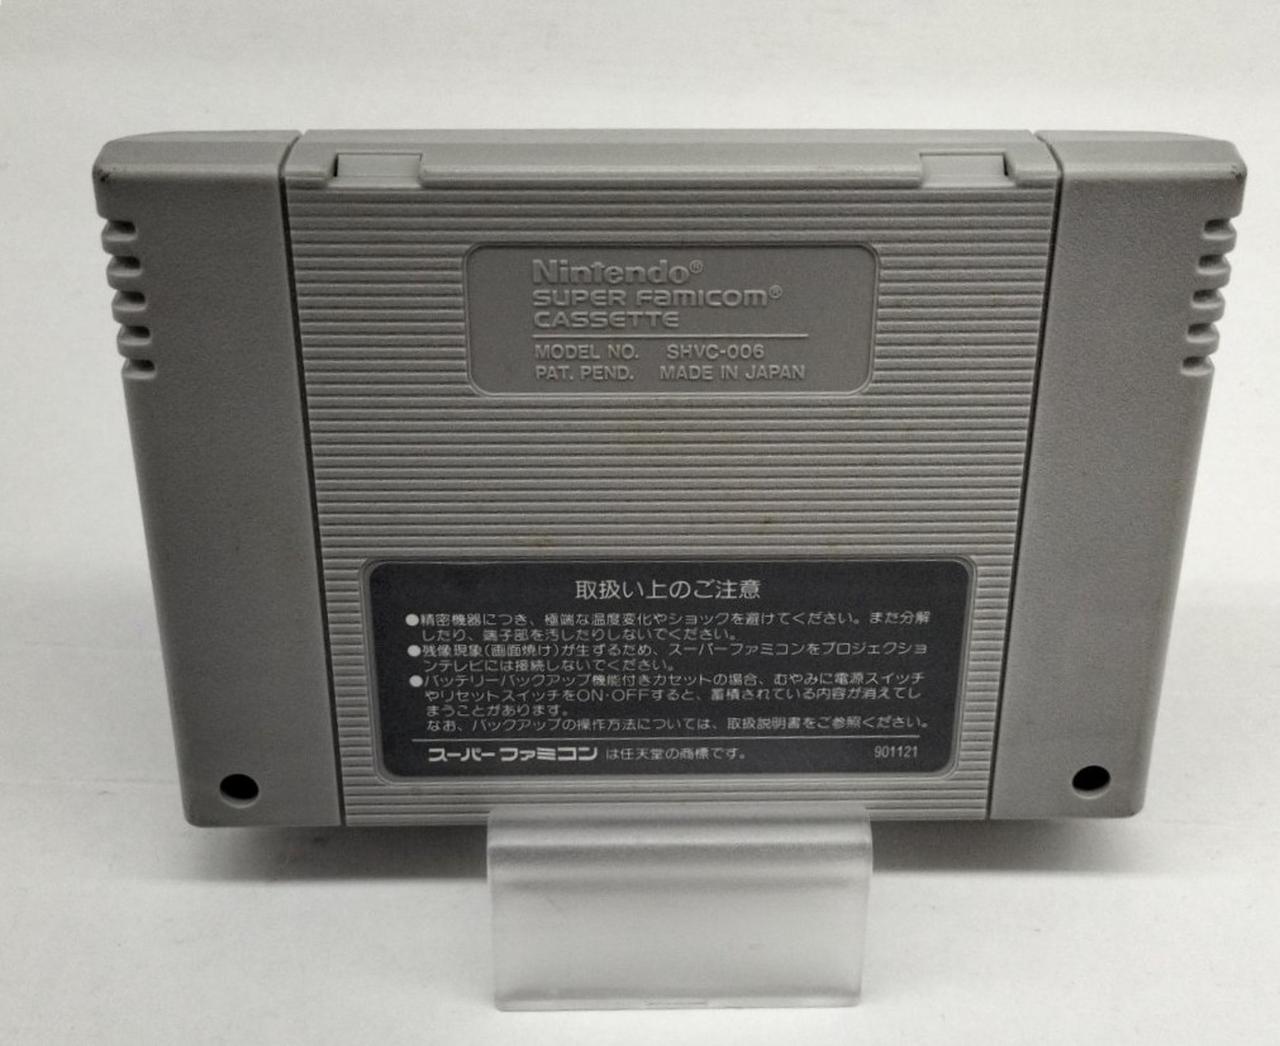 Nintendo®
SUPER FAMICOM®
CASSETTE
MODEL NO. SHVC-006
PAT. PEND. MADE IN JAPAN
取扱い上のご注意
●精密機器につき、極端な温度変化やショックを避けてください。また分解
したり、端子部を汚したりしないでください。
●残像現象(画面焼け)が生ずるため、スーパーファミコンをプロジェクショ
ンテレビには接続しないでください。
●バッテリーバックアップ機能付きカセットの場合、むやみに電源スイッチ
やリセットスイッチをON·OFFすると、蓄積されている内容が消えてし
まうことがあります。
なお、バックアップの操作方法については、取扱説明書をご参照ください。
スーパーファミコン は任天堂の商標です。 901121